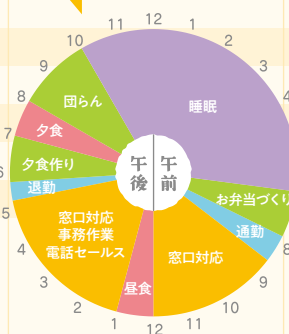 12
1
2
3
4
8
9
10
11
12
1
2
3
4
5
6
7
8
9
10
11
午後
午前
睡眠
お弁当づくり
通勤
窓口対応
昼食
窓口対応
事務作業
電話セールス
退勤
夕食作り
夕食
団らん